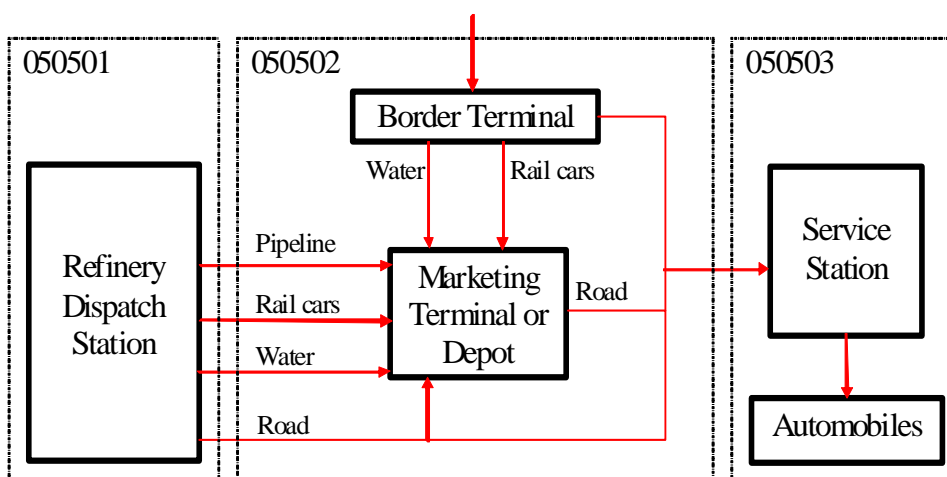 050501
050502
050503
Border Terminal
Water
Rail cars
Refinery
Dispatch
Station
Pipeline
Rail cars
Water
Road
Marketing
Terminal or
Depot
Road
Service
Station
Automobiles